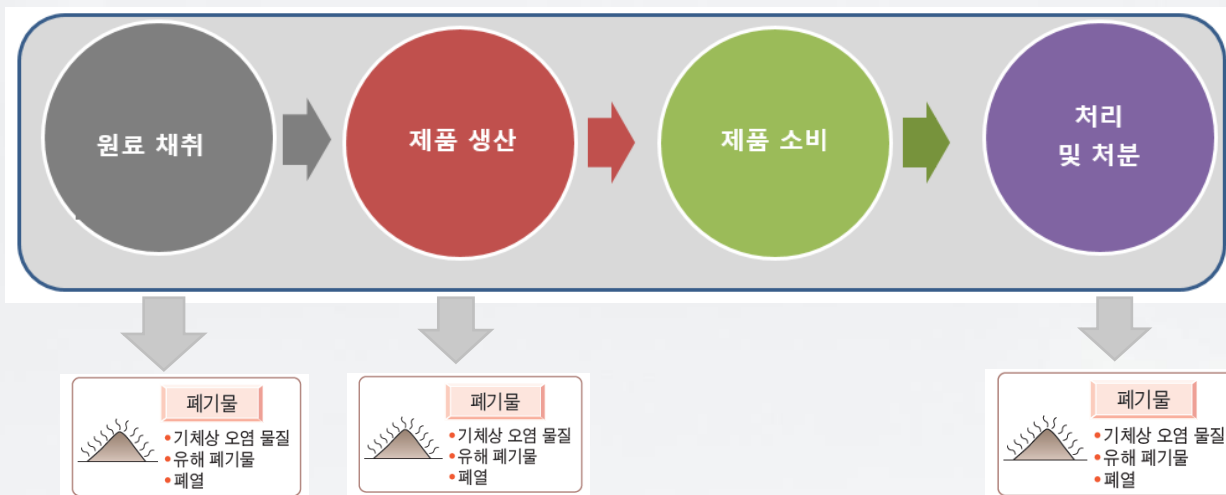 원료 채취
제품 생산
제품 소비
처리
및 처분
폐기물
•기체상 오염 물질
•유해 폐기물
•폐열
폐기물
•기체상 오염 물질
•유해 폐기물
•폐열
폐기물
•기체상 오염 물질
•유해 폐기물
•폐열